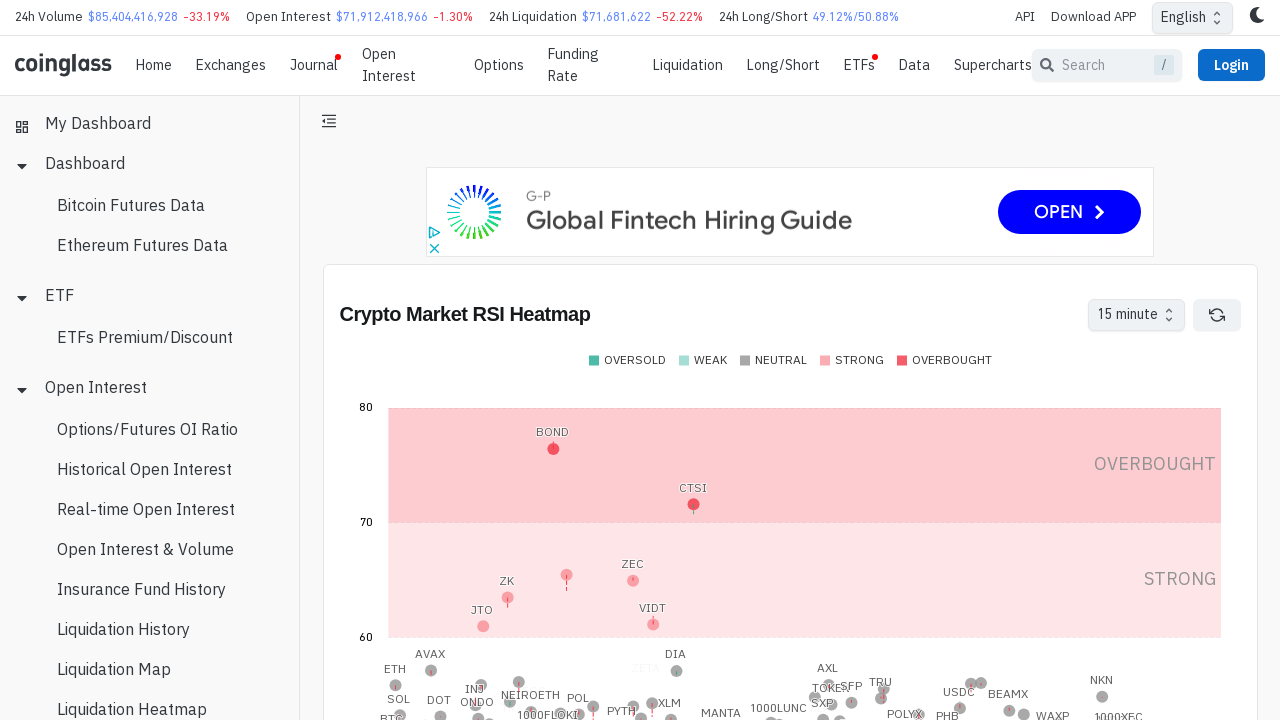 24h Volume $85,404,416,928 -33.19% Open Interest $71,912,418,966 -1.30% 24h Liquidation $71,681,622 -52.22% 24h Long/Short 49.12%/50.88% API Download APP English
coinglass Home Exchanges Journal Open Interest Options Funding Rate Liquidation Long/Short ETFs Data Supercharts Search / Login
My Dashboard
Dashboard
Bitcoin Futures Data
Ethereum Futures Data
ETF
ETFs Premium/Discount
Open Interest
Options/Futures OI Ratio
Historical Open Interest
Real-time Open Interest
Open Interest & Volume
Insurance Fund History
Liquidation History
Liquidation Map
Liquidation Heatmap
G-P
Global Fintech Hiring Guide
OPEN
Crypto Market RSI Heatmap
15 minute
OVERSOLD WEAK NEUTRAL STRONG OVERBOUGHT
80
BOND
OVERBOUGHT
CTSI
70
ZEC
ZK
STRONG
VIDT
JTO
60
AVAX DIA
ETH AXL
NKN
TRU
INJ TOKEN SFP
NEIROETH USDC BEAMX
SOL DOT ONDO POL XLM SXP
1000LUNC
PYTH MANTA
1000FLOKI POLYX PHB WAXP 1000XEC
BTC